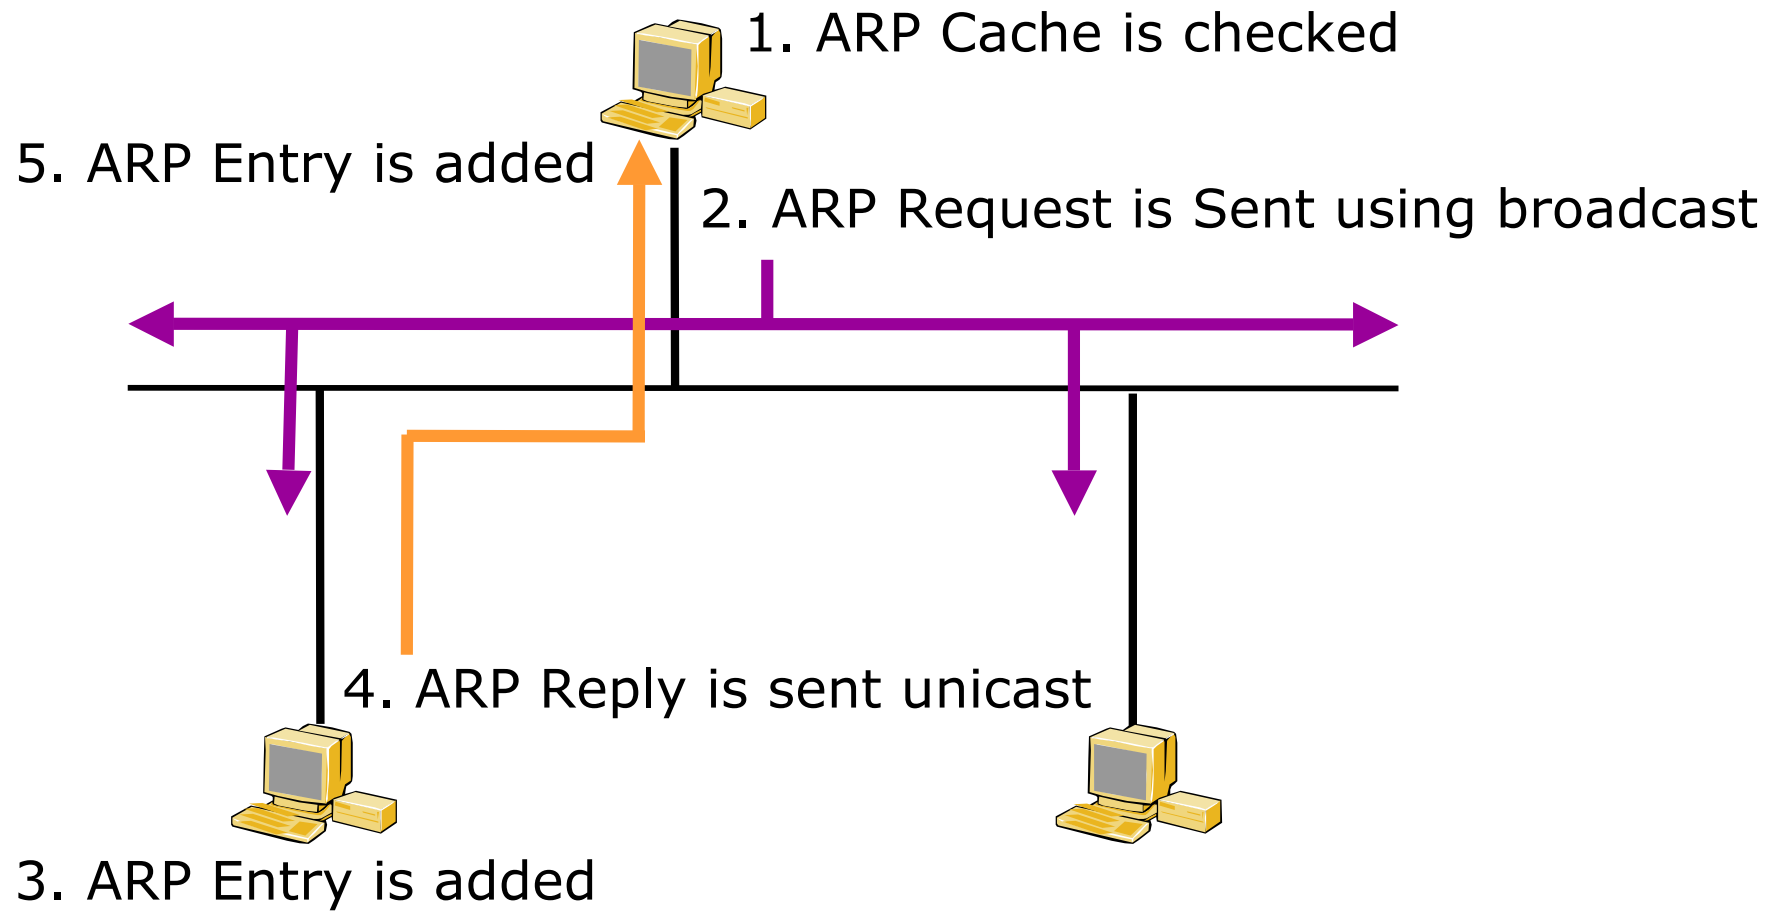 1. ARP Cache is checked
5. ARP Entry is added
2. ARP Request is Sent using broadcast
4. ARP Reply is sent unicast
3. ARP Entry is added